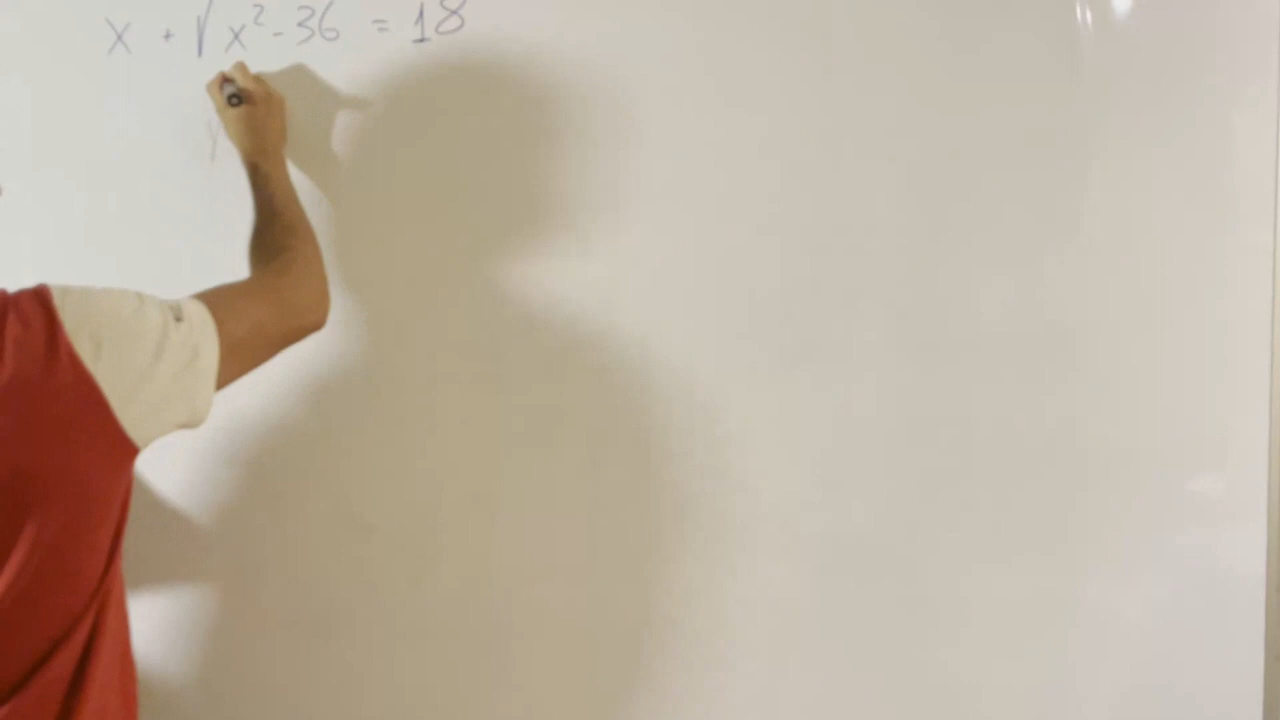 x + √x²-36 = 18